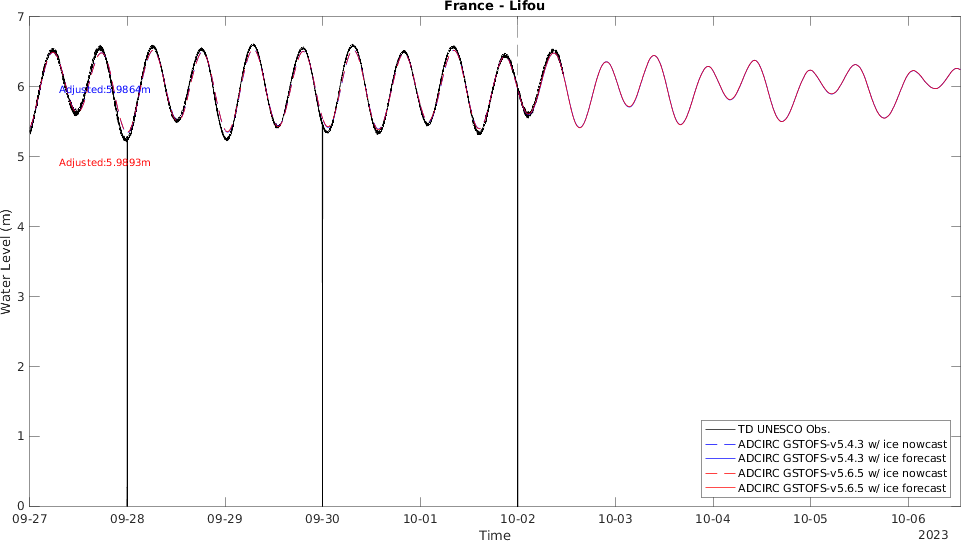 France - Lifou
7
6
5
4
3
2
1
0
Water Level (m)
Adjusted:5.9864m
Adjusted:5.9893m
TD UNESCO Obs.
ADCIRC GSTOFS-v5.4.3 w/ ice nowcast
ADCIRC GSTOFS-v5.4.3 w/ ice forecast
ADCIRC GSTOFS-v5.6.5 w/ ice nowcast
ADCIRC GSTOFS-v5.6.5 w/ ice forecast
09-27 09-28 09-29 09-30 10-01 10-02 10-03 10-04 10-05 10-06
Time
2023